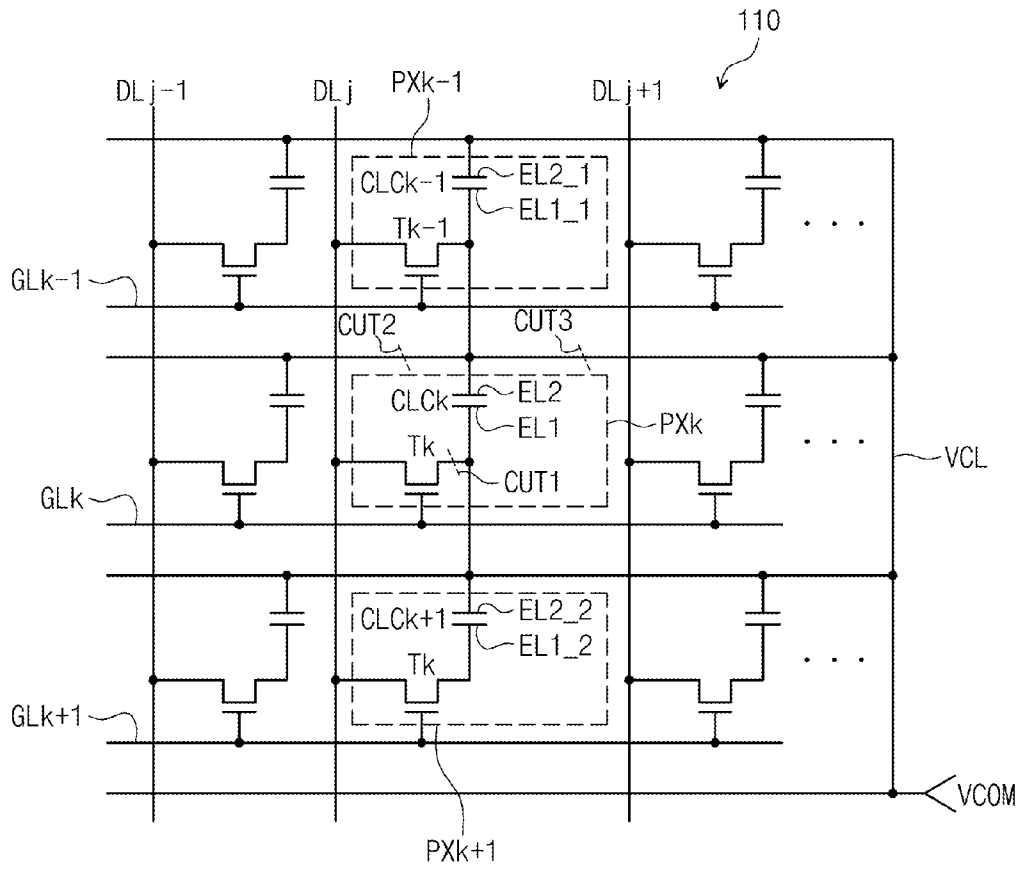 110
DLj-1
DLj
PXk-1
DLj+1
CLCk-1
EL2_1
EL1_1
Tk-1
. . .
GLk-1
CUT2
CUT3
CLCk
EL2
EL1
PXk
. . .
Tk
CUT1
VCL
GLk
CLCk+1
EL2_2
EL1_2
Tk
. . .
GLk+1
VCOM
PXk+1